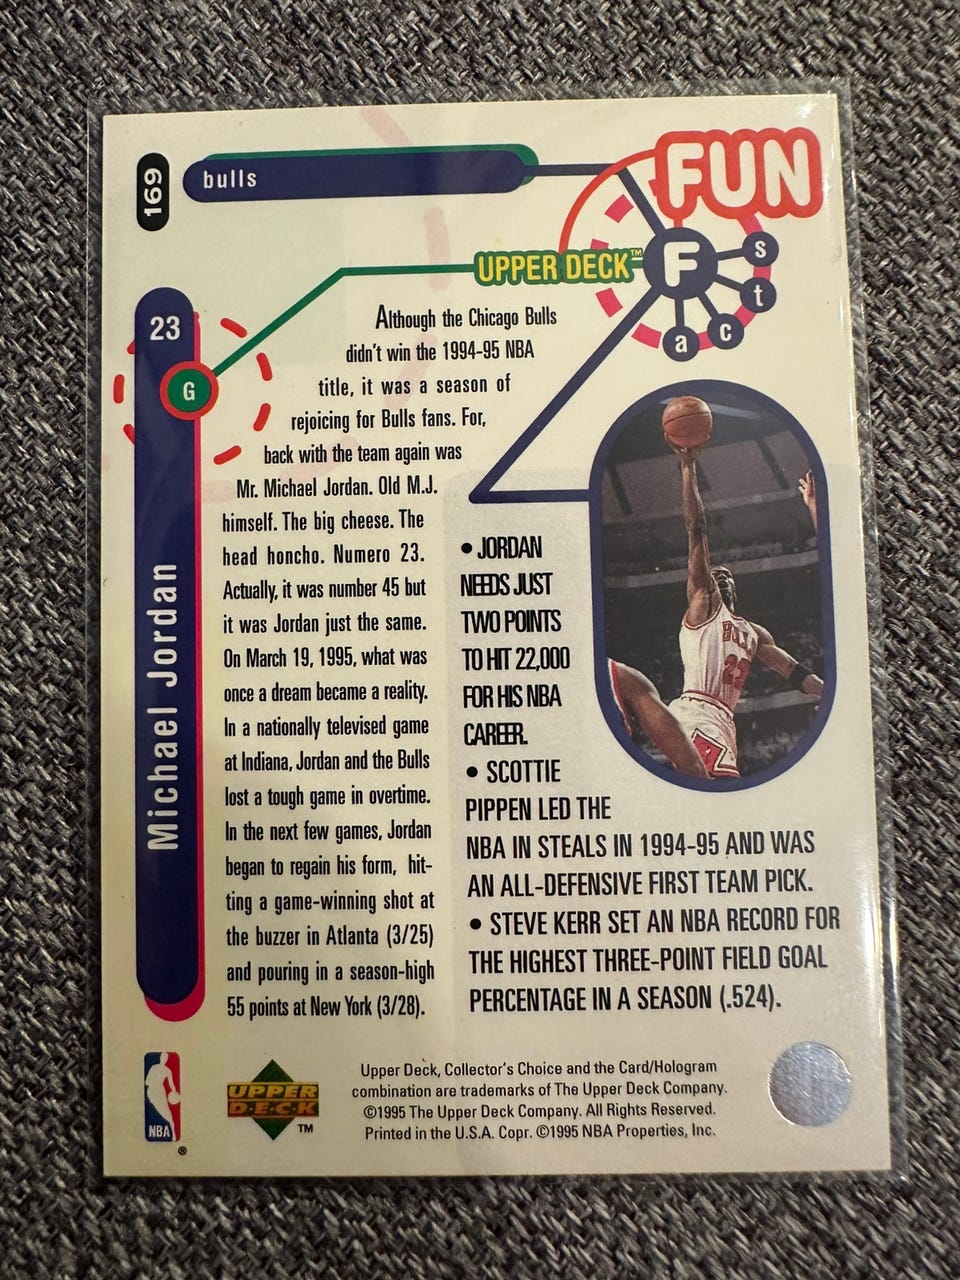 169
bulls
FUN
UPPER DECK™
F
s
t
c
a
23
G
Michael Jordan
Although the Chicago Bulls
didn't win the 1994-95 NBA
title, it was a season of
rejoicing for Bulls fans. For,
back with the team again was
Mr. Michael Jordan. Old M.J.
himself. The big cheese. The
head honcho. Numero 23.
Actually, it was number 45 but
it was Jordan just the same.
On March 19, 1995, what was
once a dream became a reality.
In a nationally televised game
at Indiana, Jordan and the Bulls
lost a tough game in overtime.
In the next few games, Jordan
began to regain his form, hit-
ting a game-winning shot at
the buzzer in Atlanta (3/25)
and pouring in a season-high
55 points at New York (3/28).
• JORDAN
NEEDS JUST
TWO POINTS
TO HIT 22,000
FOR HIS NBA
CAREER.
• SCOTTIE
PIPPEN LED THE
NBA IN STEALS IN 1994-95 AND WAS
AN ALL-DEFENSIVE FIRST TEAM PICK.
• STEVE KERR SET AN NBA RECORD FOR
THE HIGHEST THREE-POINT FIELD GOAL
PERCENTAGE IN A SEASON (.524).
BULLS
23
NBA
®
UPPER
DECK
™
Upper Deck, Collector's Choice and the Card/Hologram
combination are trademarks of The Upper Deck Company.
©1995 The Upper Deck Company. All Rights Reserved.
Printed in the U.S.A. Copr. ©1995 NBA Properties, Inc.